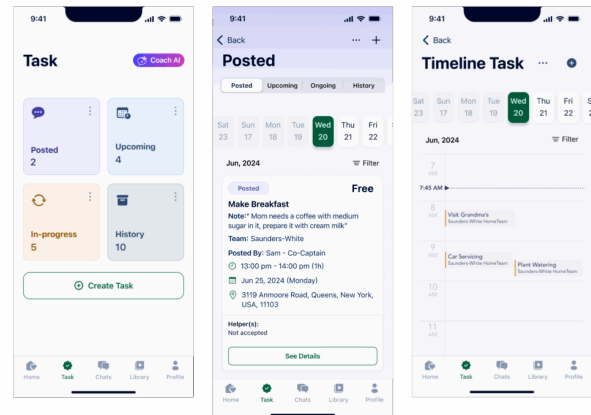 9:41
Task
Coach AI
Posted
2
Upcoming
4
In-progress
5
History
10
Create Task
Home Task Chats Library Profile
9:41
Back
Posted
Posted Upcoming Ongoing History
Sat Sun Mon Tue Wed Thu Fri
23 17 18 19 20 21 22
Jun, 2024 Filter
Posted Free
Make Breakfast
Note:" Mom needs a coffee with medium
sugar in it, prepare it with cream milk"
Team: Saunders-White
Posted By: Sam - Co-Captain
13:00 pm - 14:00 pm (1h)
Jun 25, 2024 (Monday)
3119 Anmoore Road, Queens, New York,
USA, 11103
Helper(s):
Not accepted
See Details
Home Task Chats Library Profile
9:41
Back
Timeline Task
Sat Sun Mon Tue Wed Thu Fri
23 17 18 19 20 21 22
Jun, 2024 Filter
7
AM
7:45 AM
8
AM
Visit Grandma's
Saunders-White HomeTeam
9
AM
Car Servicing
Saunders-White HomeTeam
Plant Watering
Saunders-White HomeTeam
10
AM
11
AM
Home Task Chats Library Profile